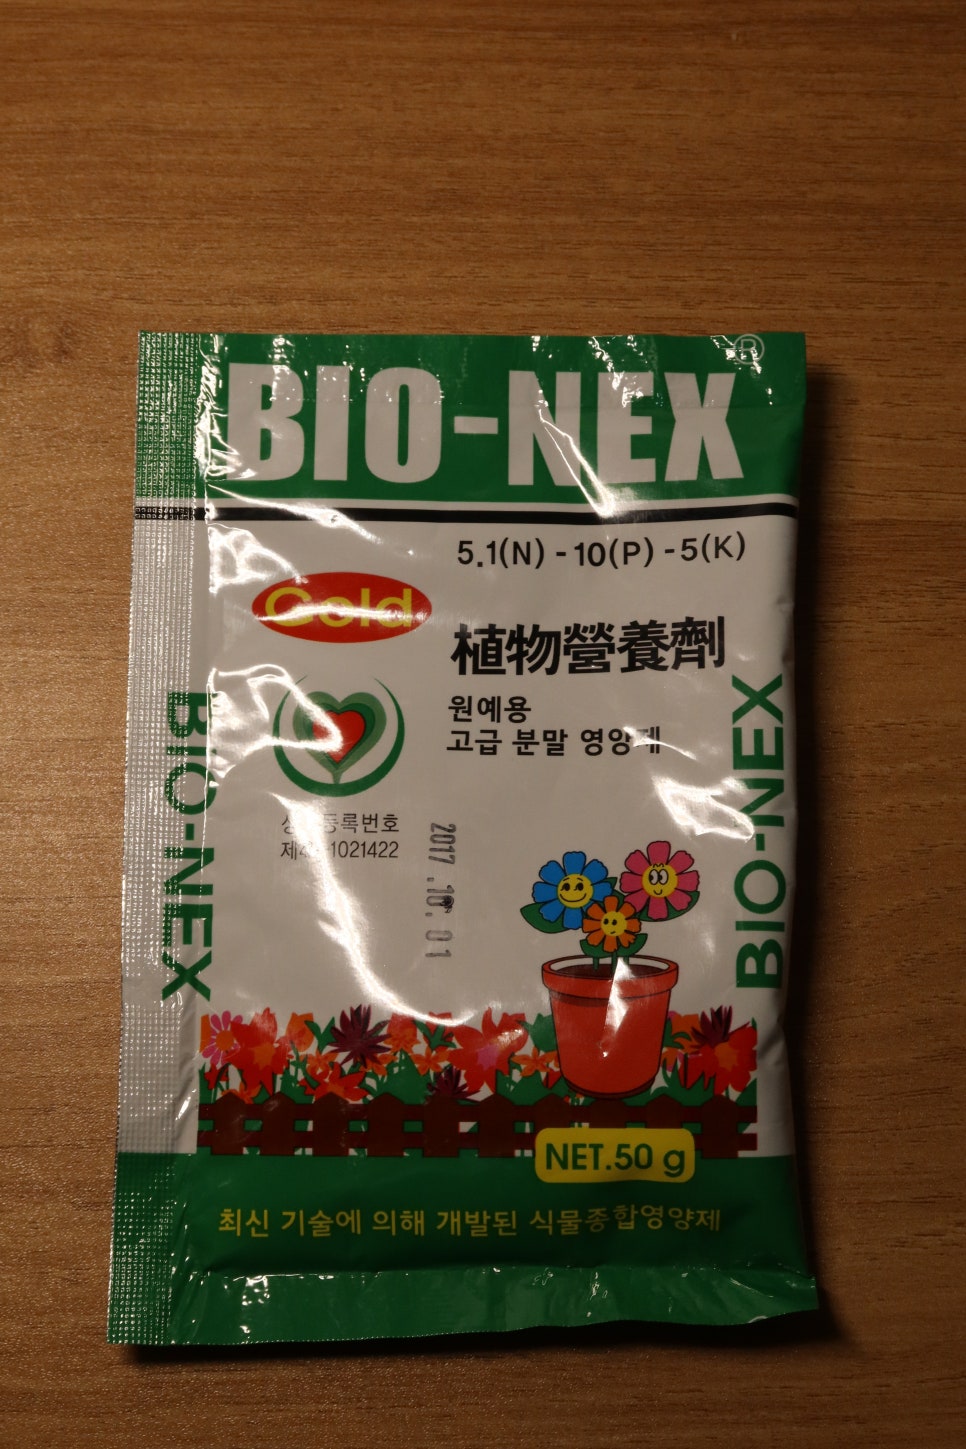 BIO-NEX®
5.1(N) - 10(P) - 5(K)
Gold
植物營養劑
원예용
고급 분말 영양제
BIO-NEX
BIO-NEX
1021422
2017
01
NET.50 g
최신 기술에 의해 개발된 식물종합영양제